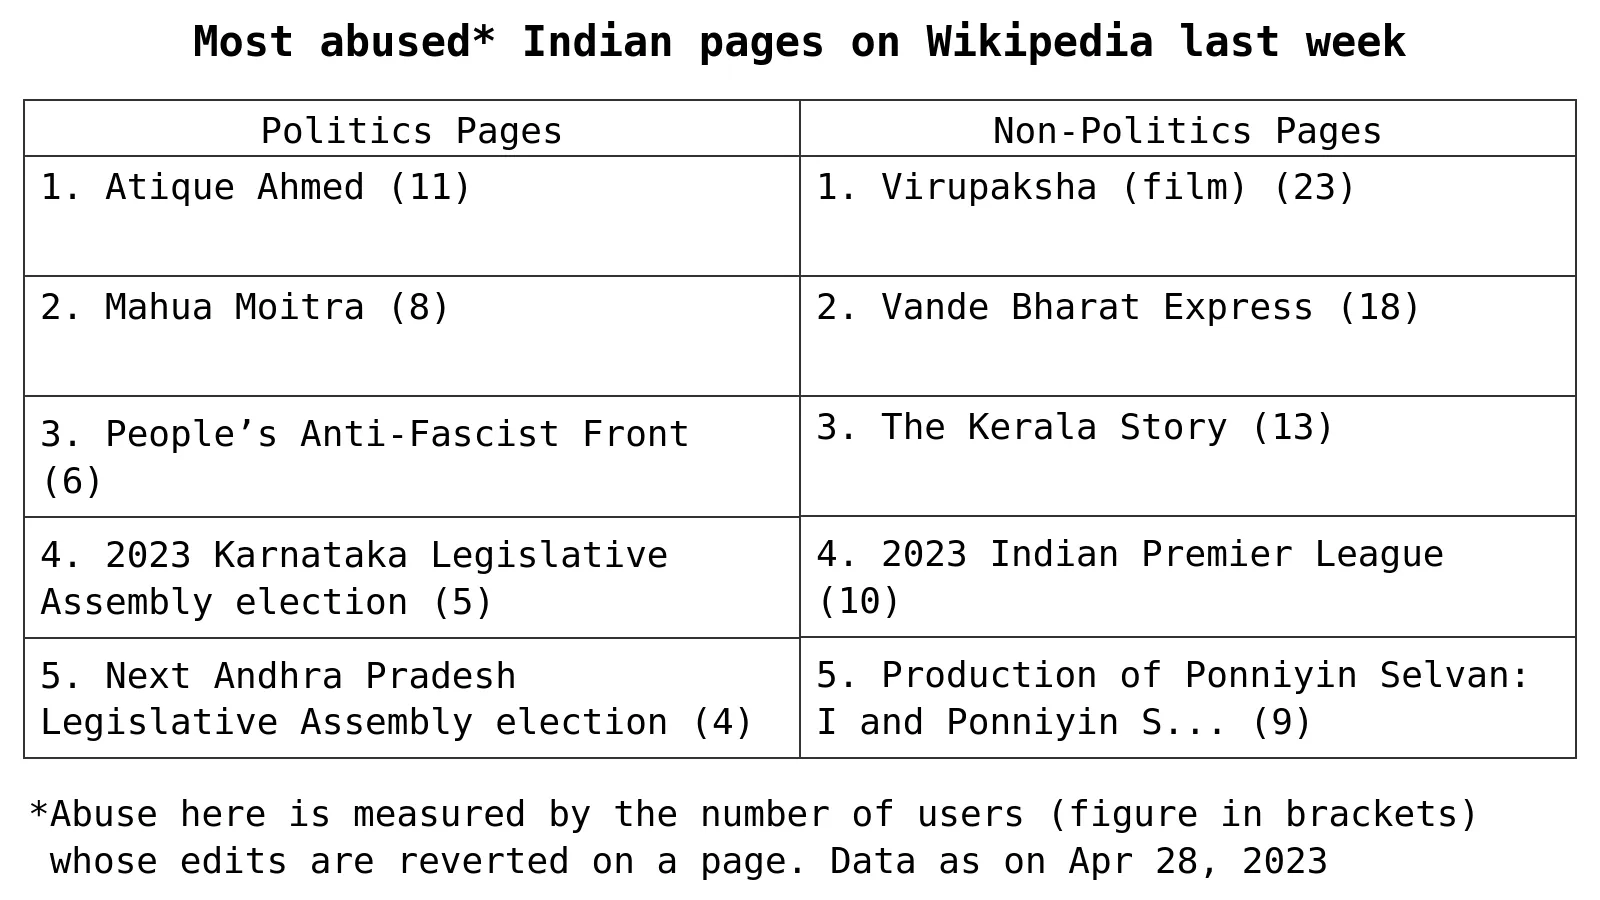 Most abused* Indian pages on Wikipedia last week
Politics Pages
Non-Politics Pages
1. Atique Ahmed (11)
1. Virupaksha (film) (23)
2. Mahua Moitra (8)
2. Vande Bharat Express (18)
3. People’s Anti-Fascist Front
(6)
3. The Kerala Story (13)
4. 2023 Karnataka Legislative
Assembly election (5)
4. 2023 Indian Premier League
(10)
5. Next Andhra Pradesh
Legislative Assembly election (4)
5. Production of Ponniyin Selvan:
I and Ponniyin S... (9)
*Abuse here is measured by the number of users (figure in brackets)
whose edits are reverted on a page. Data as on Apr 28, 2023